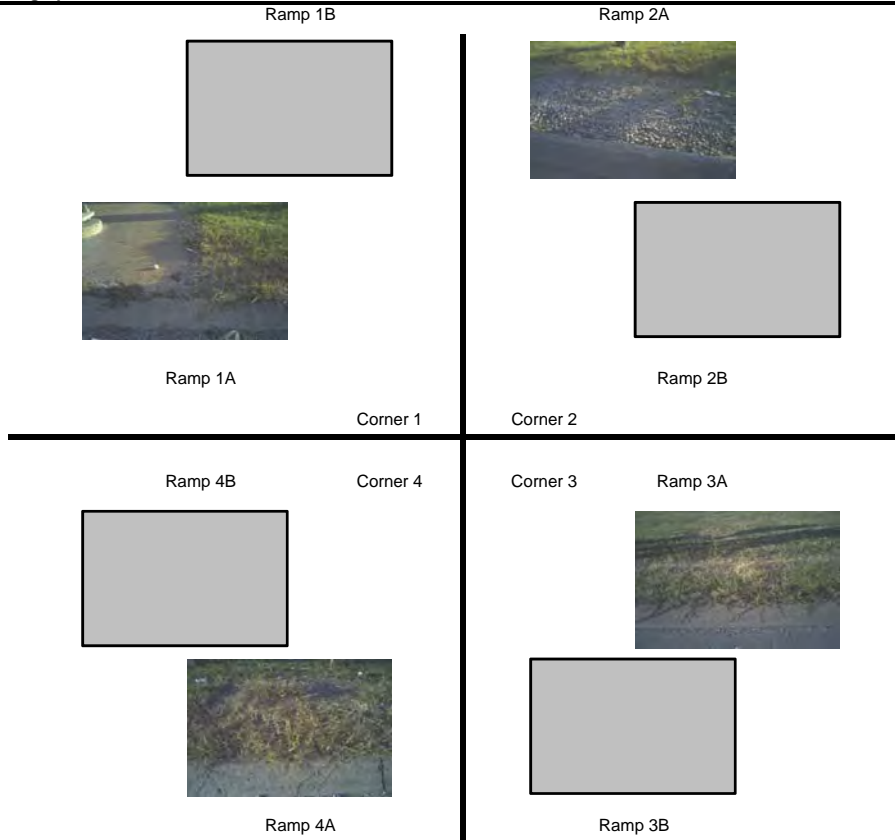 Ramp 1B
Ramp 2A
Ramp 1A
Ramp 2B
Corner 1
Corner 2
Ramp 4B
Corner 4
Corner 3
Ramp 3A
Ramp 4A
Ramp 3B